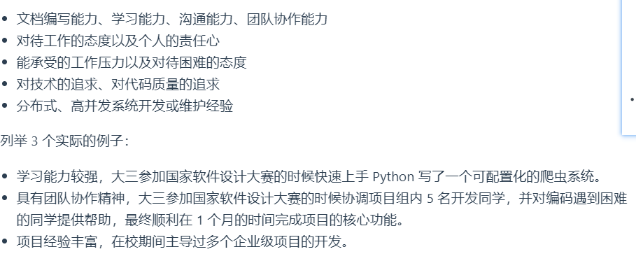 文档编写能力、学习能力、沟通能力、团队协作能力
对待工作的态度以及个人的责任心
能承受的工作压力以及对待困难的态度
对技术的追求、对代码质量的追求
分布式、高并发系统开发或维护经验
列举 3 个实际的例子：
学习能力较强，大三参加国家软件设计大赛的时候快速上手 Python 写了一个可配置化的爬虫系统。
具有团队协作精神，大三参加国家软件设计大赛的时候协调项目组内 5 名开发同学，并对编码遇到困难
的同学提供帮助，最终顺利在 1 个月的时间完成项目的核心功能。
项目经验丰富，在校期间主导过多个企业级项目的开发。